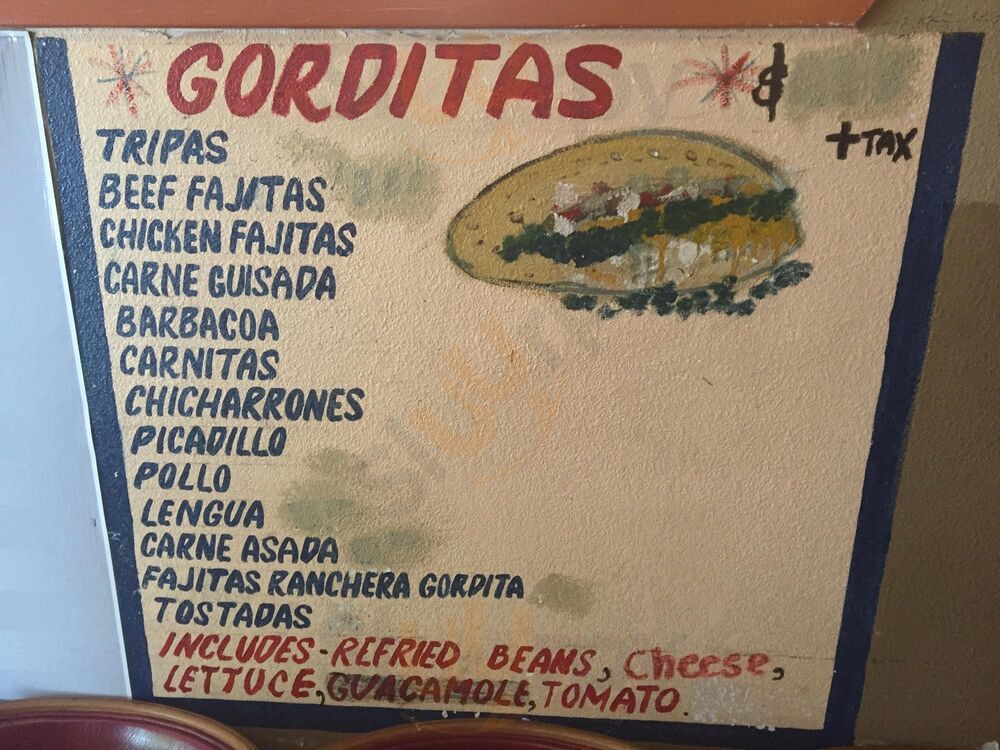 GORDITAS &
+TAX
TRIPAS
BEEF FAJITAS
CHICKEN FAJITAS
CARNE GUISADA
BARBACOA
CARNITAS
CHICHARRONES
PICADILLO
POLLO
LENGUA
CARNE ASADA
FAJITAS RANCHERA GORDITA
TOSTADAS
INCLUDES-REFRIED BEANS, Cheese,
LETTUCE, GUACAMOLE, TOMATO.